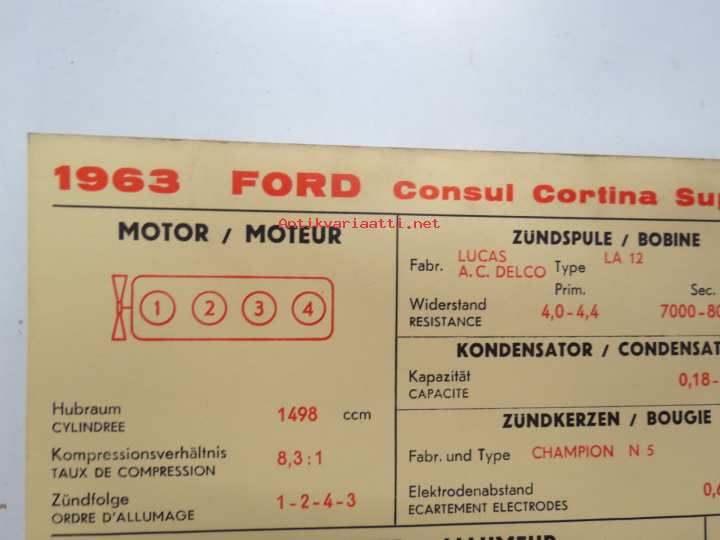 1963 FORD Consul Cortina Sup
Antikvariaatti.net
MOTOR / MOTEUR
1 2 3 4
Hubraum 1498 ccm
CYLINDREE
Kompressionsverhältnis 8,3:1
TAUX DE COMPRESSION
Zündfolge 1-2-4-3
ORDRE D'ALLUMAGE
ZÜNDSPULE / BOBINE
Fabr. LUCAS Type LA 12
A.C. DELCO
Prim. Sec.
Widerstand 4,0-4,4 7000-80
RESISTANCE
KONDENSATOR / CONDENSAT
Kapazität 0,18-
CAPACITE
ZÜNDKERZEN / BOUGIE
Fabr. und Type CHAMPION N 5
Elektrodenabstand 0,6
ECARTEMENT ELECTRODES